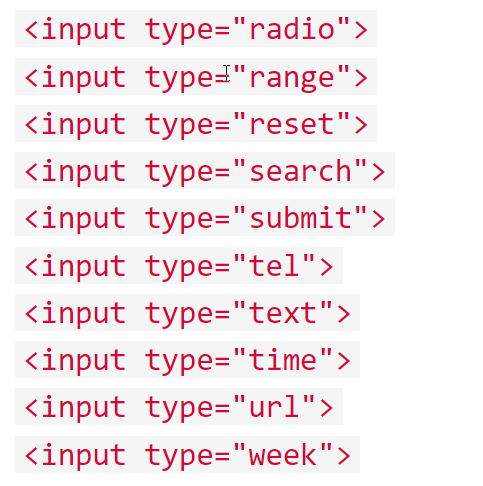 <input type="radio">
<input type="range">
<input type="reset">
<input type="search">
<input type="submit">
<input type="tel">
<input type="text">
<input type="time">
<input type="url">
<input type="week">